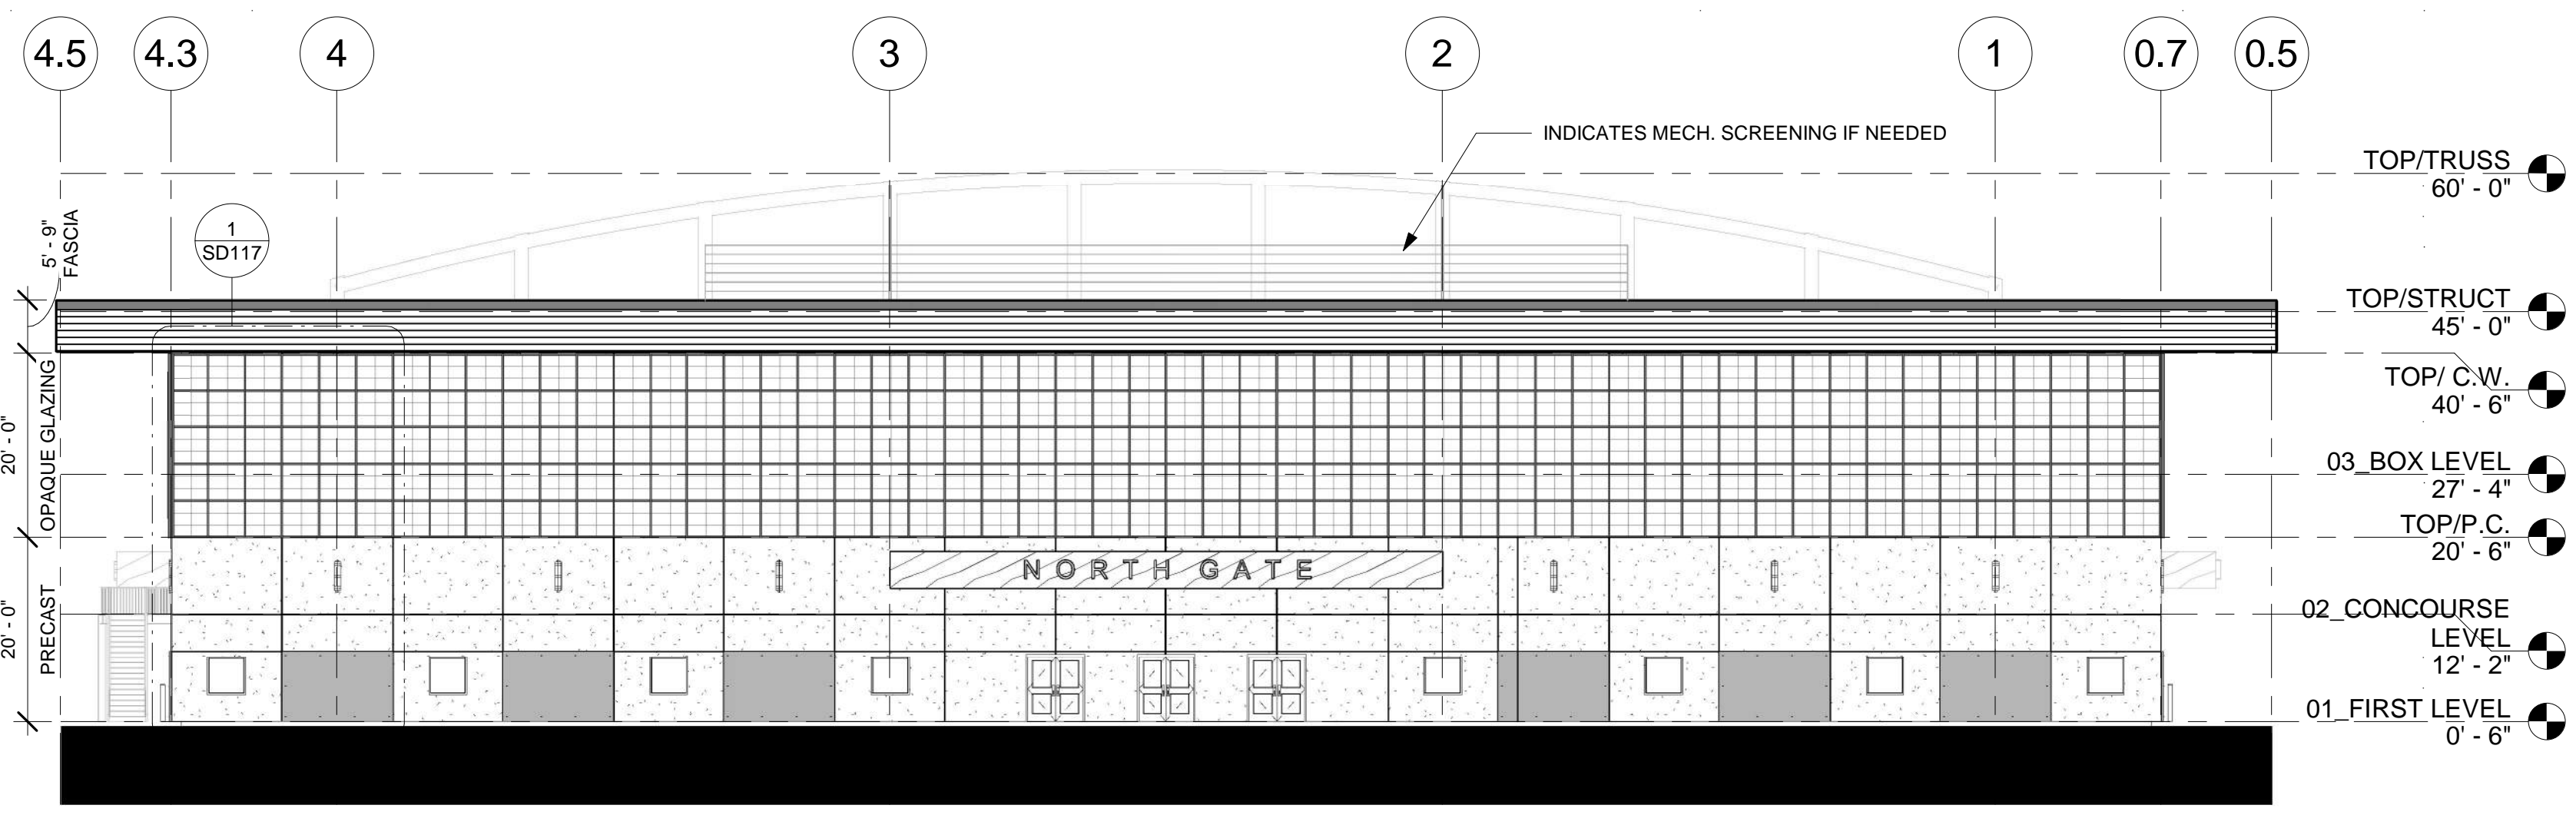 4.5
4.3
4
3
2
1
0.7
0.5
INDICATES MECH. SCREENING IF NEEDED
TOP/TRUSS
60' - 0"
5' - 9"
FASCIA
1
SD117
TOP/STRUCT
45' - 0"
TOP/ C.W.
40' - 6"
20' - 0"
OPAQUE GLAZING
03_BOX LEVEL
27' - 4"
TOP/P.C.
20' - 6"
NORTH GATE
20' - 0"
PRECAST
02_CONCOURSE
LEVEL
12' - 2"
01_FIRST LEVEL
0' - 6"